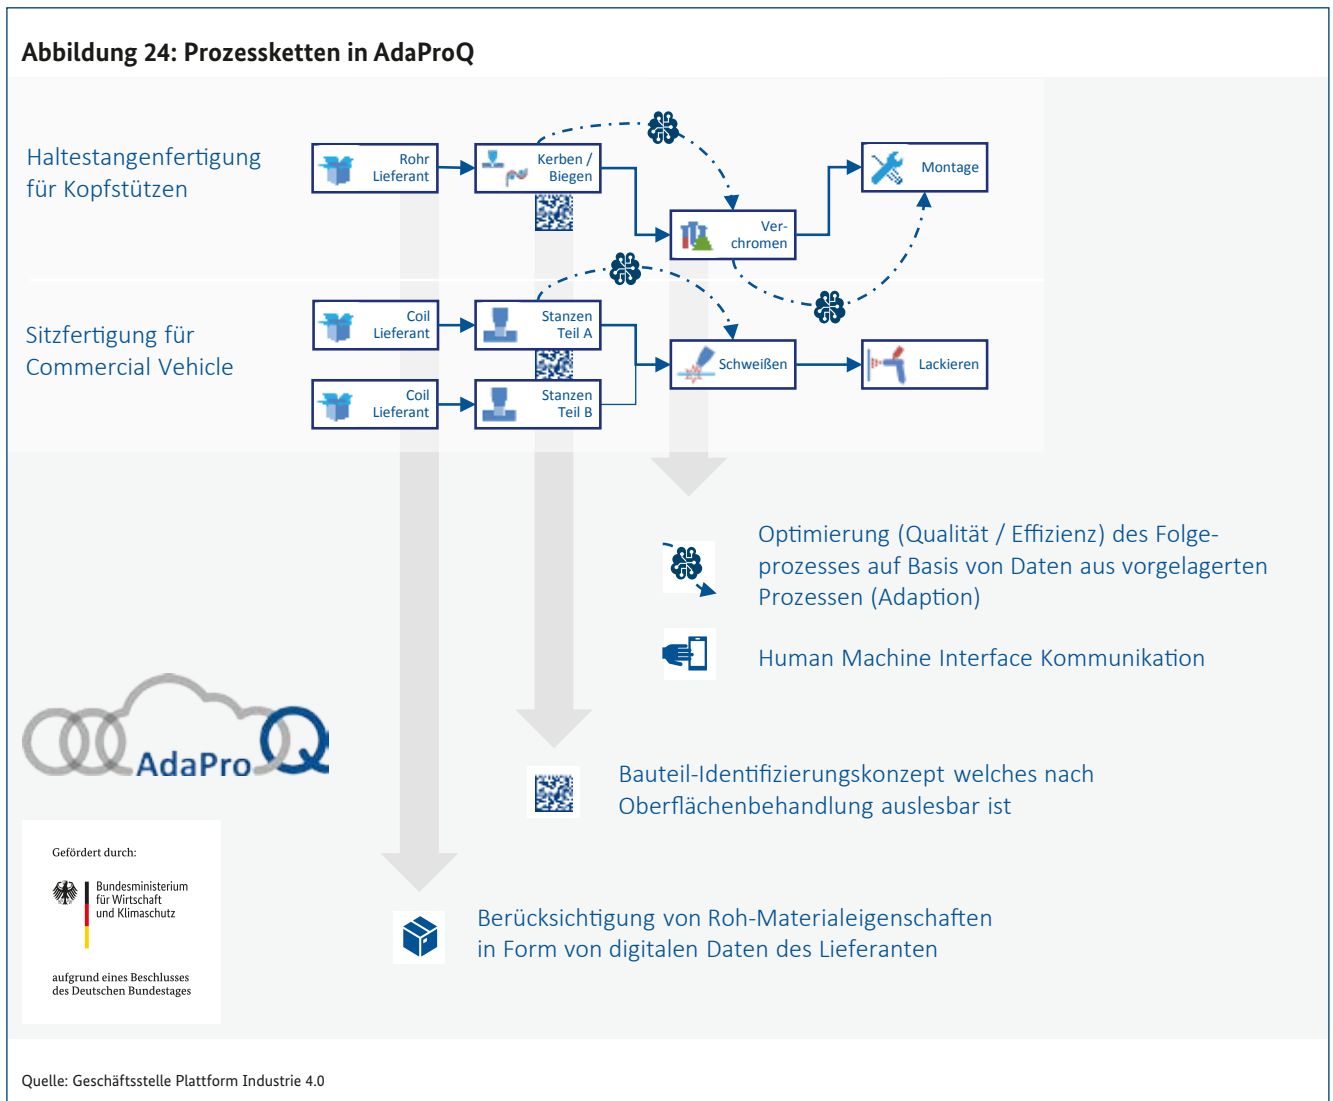 Abbildung 24: Prozessketten in AdaProQ
Haltestangenfertigung
für Kopfstützen
Rohr
Lieferant
Kerben /
Biegen
Ver-
chromen
Montage
Sitzfertigung für
Commercial Vehicle
Coil
Lieferant
Stanzen
Teil A
Coil
Lieferant
Stanzen
Teil B
Schweißen
Lackieren
Optimierung (Qualität / Effizienz) des Folge-
prozesses auf Basis von Daten aus vorgelagerten
Prozessen (Adaption)
Human Machine Interface Kommunikation
AdaPro Q
Bauteil-Identifizierungskonzept welches nach
Oberflächenbehandlung auslesbar ist
Gefördert durch:
Bundesministerium
für Wirtschaft
und Klimaschutz
aufgrund eines Beschlusses
des Deutschen Bundestages
Berücksichtigung von Roh-Materialeigenschaften
in Form von digitalen Daten des Lieferanten
Quelle: Geschäftsstelle Plattform Industrie 4.0